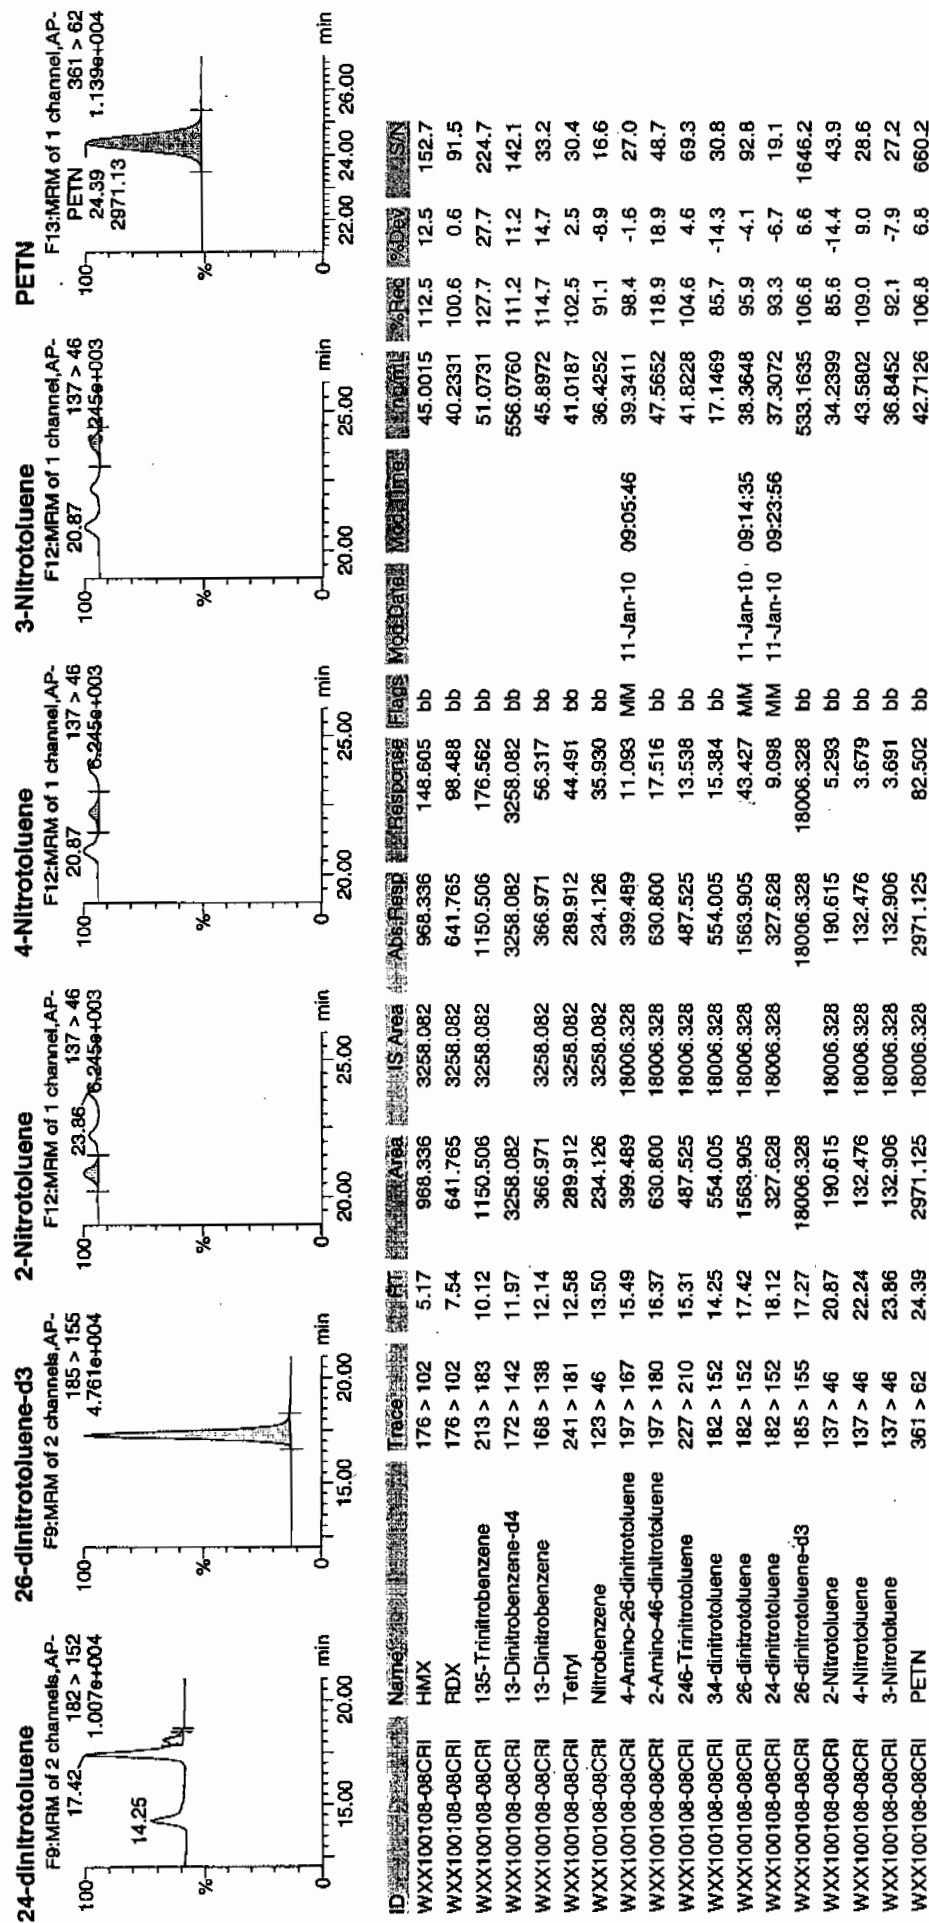 24-dinitrotoluene
F9:MRM of 2 channels,AP-
182 > 152
1.007e+004
17.42
14.25
100
%
0
15.00 20.00 min
26-dinitrotoluene-d3
F9:MRM of 2 channels,AP-
185 > 155
4.761e+004
100
%
0
15.00 20.00 min
2-Nitrotoluene
F12:MRM of 1 channel,AP-
137 > 46
6.245e+003
23.86
100
%
0
20.00 25.00 min
4-Nitrotoluene
F12:MRM of 1 channel,AP-
137 > 46
6.245e+003
20.87
100
%
0
20.00 25.00 min
3-Nitrotoluene
F12:MRM of 1 channel,AP-
137 > 46
6.245e+003
20.87
100
%
0
20.00 25.00 min
PETN
F13:MRM of 1 channel,AP-
361 > 62
1.139e+004
PETN
24.39
2971.13
100
%
0
22.00 24.00 26.00 min
ID Name Trace RT Area IS Area Abs.Resp Response Flags Mod.Date Mod.Time ng/mL %Rec %Dev S/N
WXX100108-08CRI HMX 176 > 102 5.17 968.336 3258.082 968.336 148.605 bb 45.0015 112.5 12.5 152.7
WXX100108-08CRI RDX 176 > 102 7.54 641.765 3258.082 641.765 98.488 bb 40.2331 100.6 0.6 91.5
WXX100108-08CRI 135-Trinitrobenzene 213 > 183 10.12 1150.506 3258.082 1150.506 176.562 bb 51.0731 127.7 27.7 224.7
WXX100108-08CRI 13-Dinitrobenzene-d4 172 > 142 11.97 3258.082 3258.082 3258.082 bb 556.0760 111.2 11.2 142.1
WXX100108-08CRI 13-Dinitrobenzene 168 > 138 12.14 366.971 3258.082 366.971 56.317 bb 45.8972 114.7 14.7 33.2
WXX100108-08CRI Tetryl 241 > 181 12.58 289.912 3258.082 289.912 44.491 bb 41.0187 102.5 2.5 30.4
WXX100108-08CRI Nitrobenzene 123 > 46 13.50 234.126 3258.082 234.126 35.930 bb 36.4252 91.1 -8.9 16.6
WXX100108-08CRI 4-Amino-26-dinitrotoluene 197 > 167 15.49 399.489 18006.328 399.489 11.093 MM 11-Jan-10 09:05:46 39.3411 98.4 -1.6 27.0
WXX100108-08CRI 2-Amino-46-dinitrotoluene 197 > 180 16.37 630.800 18006.328 630.800 17.516 bb 47.5652 118.9 18.9 48.7
WXX100108-08CRI 246-Trinitrotoluene 227 > 210 15.31 487.525 18006.328 487.525 13.538 bb 41.8228 104.6 4.6 69.3
WXX100108-08CRI 34-dinitrotoluene 182 > 152 14.25 554.005 18006.328 554.005 15.384 bb 17.1469 85.7 -14.3 30.8
WXX100108-08CRI 26-dinitrotoluene 182 > 152 17.42 1563.905 18006.328 1563.905 43.427 MM 11-Jan-10 09:14:35 38.3648 95.9 -4.1 92.8
WXX100108-08CRI 24-dinitrotoluene 182 > 152 18.12 327.628 18006.328 327.628 9.098 MM 11-Jan-10 09:23:56 37.3072 93.3 -6.7 19.1
WXX100108-08CRI 26-dinitrotoluene-d3 185 > 155 17.27 18006.328 18006.328 18006.328 bb 533.1635 106.6 6.6 1646.2
WXX100108-08CRI 2-Nitrotoluene 137 > 46 20.87 190.615 18006.328 190.615 5.293 bb 34.2399 85.6 -14.4 43.9
WXX100108-08CRI 4-Nitrotoluene 137 > 46 22.24 132.476 18006.328 132.476 3.679 bb 43.5802 109.0 9.0 28.6
WXX100108-08CRI 3-Nitrotoluene 137 > 46 23.86 132.906 18006.328 132.906 3.691 bb 36.8452 92.1 -7.9 27.2
WXX100108-08CRI PETN 361 > 62 24.39 2971.125 18006.328 2971.125 82.502 bb 42.7126 106.8 6.8 660.2